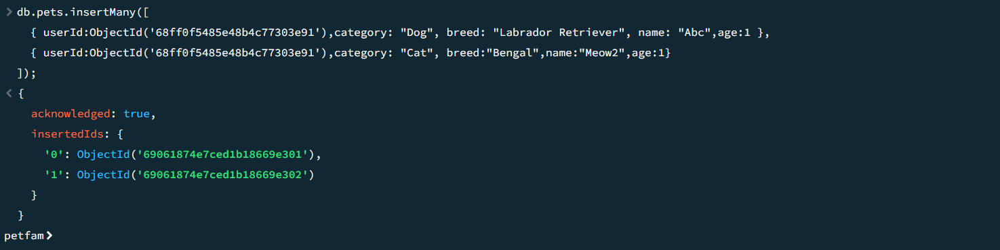 > db.pets.insertMany([
{ userId:ObjectId('68ff0f5485e48b4c77303e91'),category: "Dog", breed: "Labrador Retriever", name: "Abc",age:1 },
{ userId:ObjectId('68ff0f5485e48b4c77303e91'),category: "Cat", breed:"Bengal",name:"Meow2",age:1}
]);
< {
acknowledged: true,
insertedIds: {
'0': ObjectId('69061874e7ced1b18669e301'),
'1': ObjectId('69061874e7ced1b18669e302')
}
}
petfam>